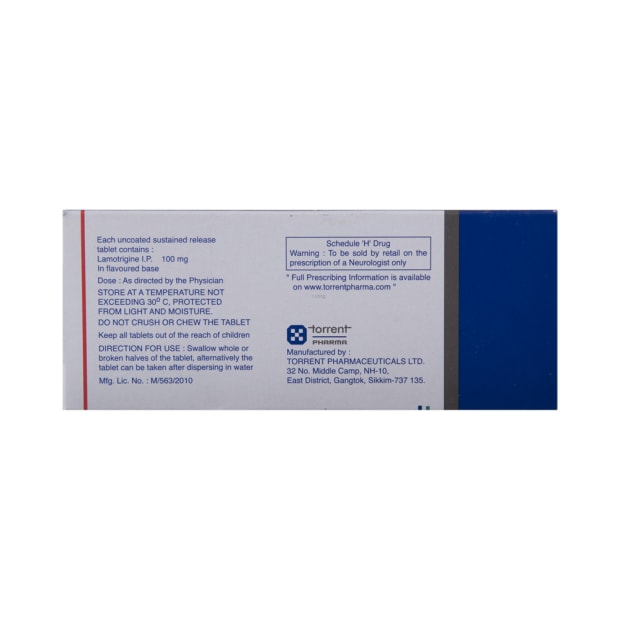 Each uncoated sustained release
tablet contains :
Lamotrigine I.P. 100 mg
In flavoured base
Dose : As directed by the Physician
STORE AT A TEMPERATURE NOT
EXCEEDING 30⁰ C, PROTECTED
FROM LIGHT AND MOISTURE.
DO NOT CRUSH OR CHEW THE TABLET
Keep all tablets out of the reach of children
DIRECTION FOR USE : Swallow whole or
broken halves of the tablet, alternatively the
tablet can be taken after dispersing in water
Mfg. Lic. No. : M/563/2010
Schedule 'H' Drug
Warning : To be sold by retail on the
prescription of a Neurologist only
" Full Prescribing Information is available
on www.torrentpharma.com "
torrent
PHARMA
Manufactured by :
TORRENT PHARMACEUTICALS LTD.
32 No. Middle Camp, NH-10,
East District, Gangtok, Sikkim-737 135.